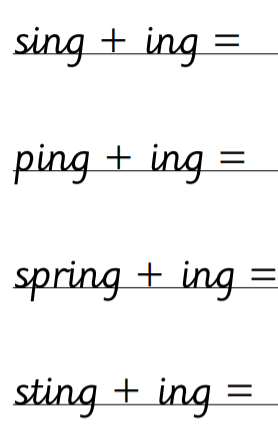 sing + ing =
ping + ing =
spring + ing =
sting + ing =